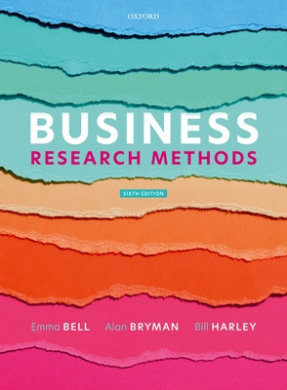 OXFORD
BUSINESS
RESEARCH METHODS
SIXTH EDITION
Emma BELL Alan BRYMAN Bill HARLEY